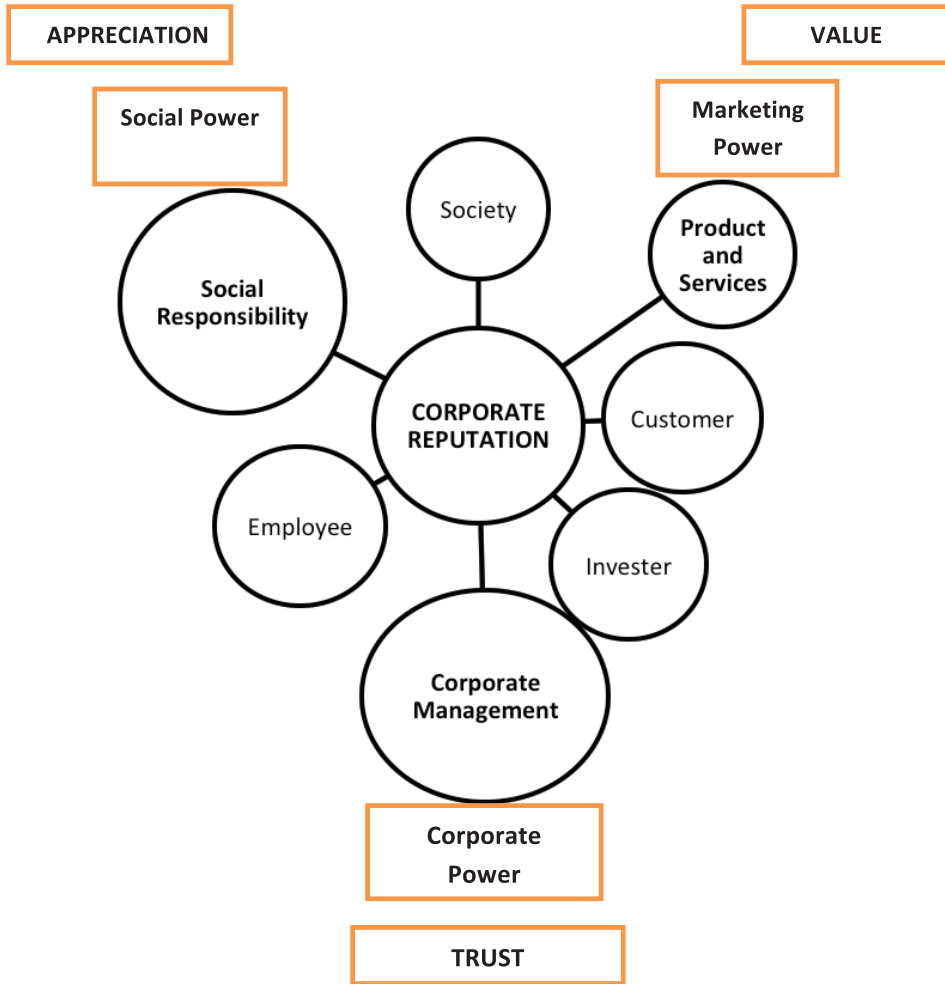 APPRECIATION
VALUE
Social Power
Marketing
Power
Society
Product
and
Services
Social
Responsibility
CORPORATE
REPUTATION
Customer
Employee
Invester
Corporate
Management
Corporate
Power
TRUST